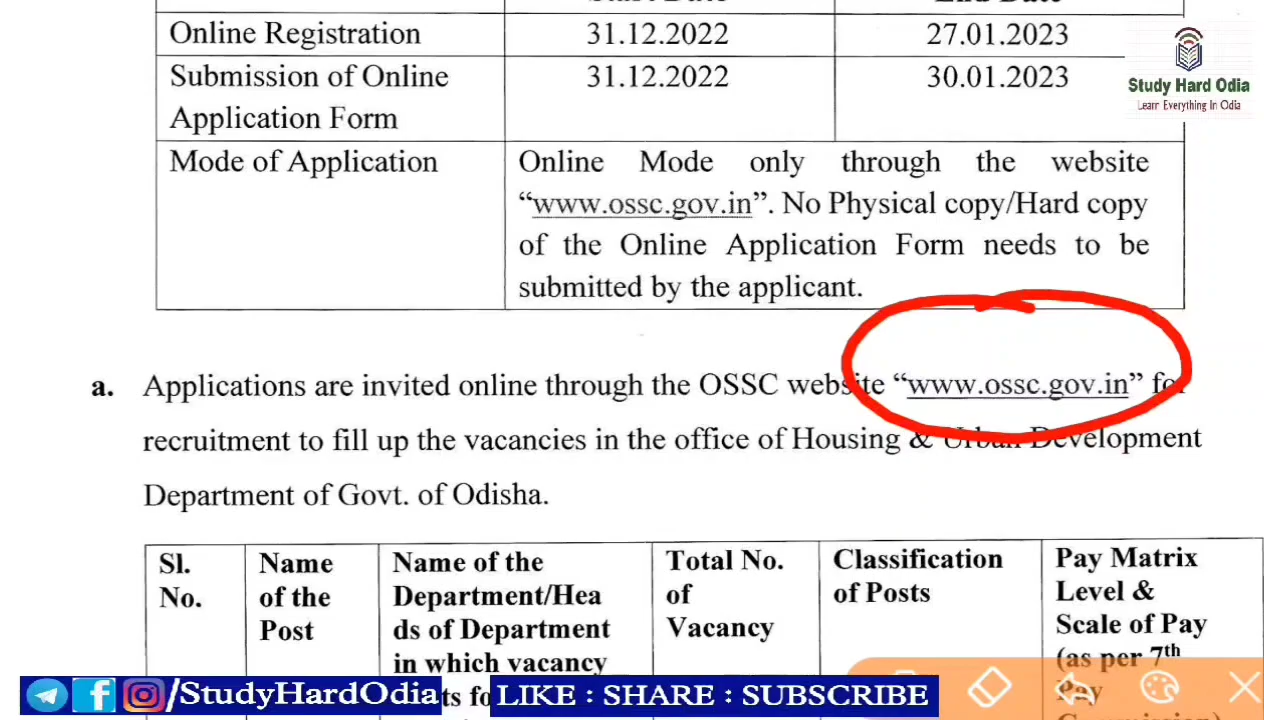 Online Registration 31.12.2022 27.01.2023
Study Hard Odia
Learn Everything In Odia
Submission of Online 31.12.2022 30.01.2023
Application Form
Mode of Application Online Mode only through the website
“www.ossc.gov.in”. No Physical copy/Hard copy
of the Online Application Form needs to be
submitted by the applicant.
a. Applications are invited online through the OSSC website “www.ossc.gov.in” for
recruitment to fill up the vacancies in the office of Housing & Urban Development
Department of Govt. of Odisha.
Sl. Name Name of the Total No. Classification Pay Matrix
No. of the Department/Hea of of Posts Level &
Post ds of Department Vacancy Scale of Pay
in which vacancy (as per 7th
Pay
/StudyHardOdia LIKE : SHARE : SUBSCRIBE